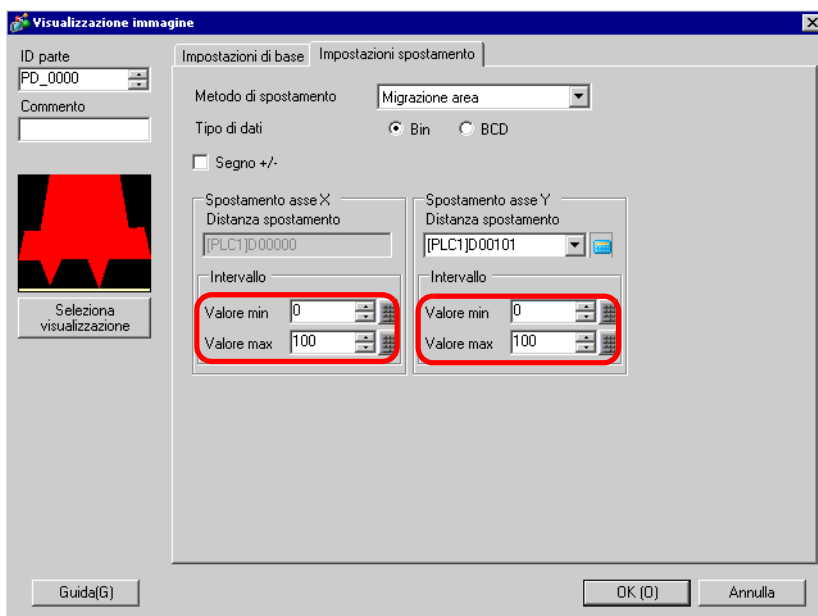 Visualizzazione immagine
ID parte
PD_0000
Commento
Seleziona
visualizzazione
Impostazioni di base
Impostazioni spostamento
Metodo di spostamento
Migrazione area
Tipo di dati
Bin
BCD
Segno +/-
Spostamento asse X
Distanza spostamento
[PLC1]D00000
Intervallo
Valore min
0
Valore max
100
Spostamento asse Y
Distanza spostamento
[PLC1]D00101
Intervallo
Valore min
0
Valore max
100
Guida(G)
OK (O)
Annulla